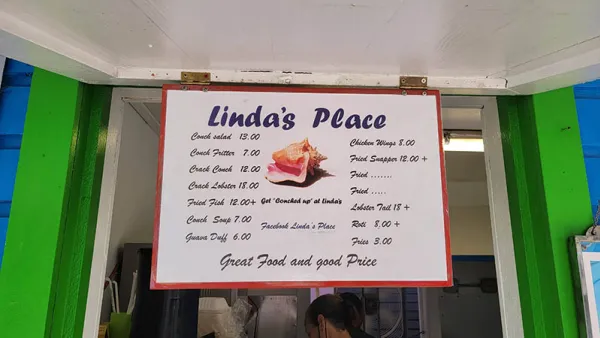 Linda's Place
Conch salad 13.00
Conch Fritter 7.00
Crack Conch 12.00
Crack Lobster 18.00
Fried Fish 12.00+
Conch Soup 7.00
Guava Duff 6.00
Get 'Conched up' at linda's
Facebook Linda's Place
Chicken Wings 8.00
Fried Snapper 12.00 +
Fried .......
Fried .....
Lobster Tail 18 +
Roti 8.00 +
Fries 3.00
Great Food and good Price